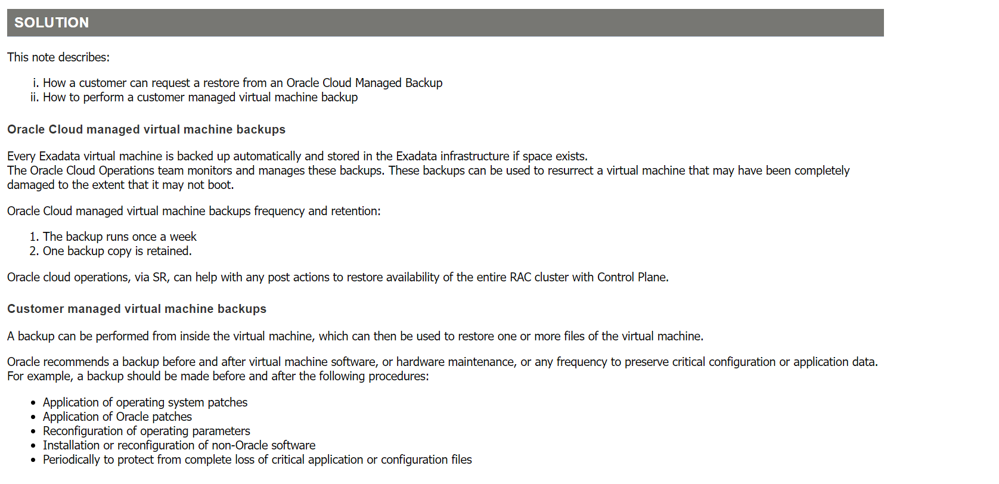 SOLUTION
This note describes:
i. How a customer can request a restore from an Oracle Cloud Managed Backup
ii. How to perform a customer managed virtual machine backup
Oracle Cloud managed virtual machine backups
Every Exadata virtual machine is backed up automatically and stored in the Exadata infrastructure if space exists.
The Oracle Cloud Operations team monitors and manages these backups. These backups can be used to resurrect a virtual machine that may have been completely
damaged to the extent that it may not boot.
Oracle Cloud managed virtual machine backups frequency and retention:
1. The backup runs once a week
2. One backup copy is retained.
Oracle cloud operations, via SR, can help with any post actions to restore availability of the entire RAC cluster with Control Plane.
Customer managed virtual machine backups
A backup can be performed from inside the virtual machine, which can then be used to restore one or more files of the virtual machine.
Oracle recommends a backup before and after virtual machine software, or hardware maintenance, or any frequency to preserve critical configuration or application data.
For example, a backup should be made before and after the following procedures:
• Application of operating system patches
• Application of Oracle patches
• Reconfiguration of operating parameters
• Installation or reconfiguration of non-Oracle software
• Periodically to protect from complete loss of critical application or configuration files